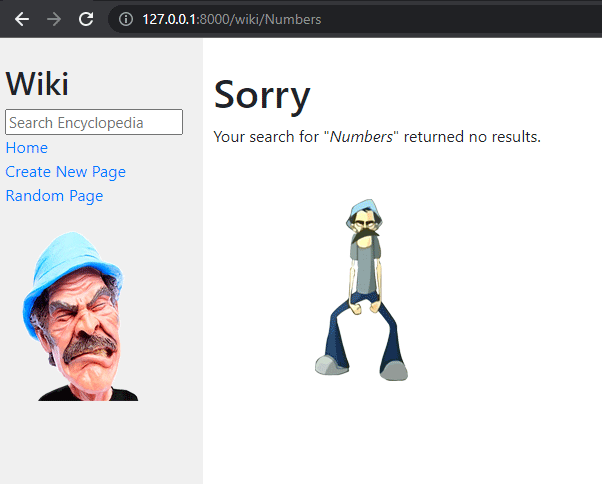 127.0.0.1:8000/wiki/Numbers
Wiki
Search Encyclopedia
Home
Create New Page
Random Page
Sorry
Your search for "Numbers" returned no results.